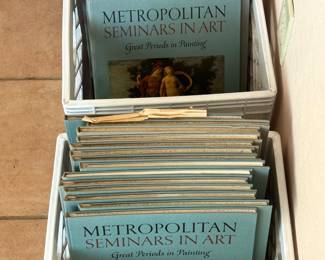 METROPOLITAN
SEMINARS IN ART
Great Periods in Painting
METROPOLITAN
SEMINARS IN ART
Great Periods in Painting